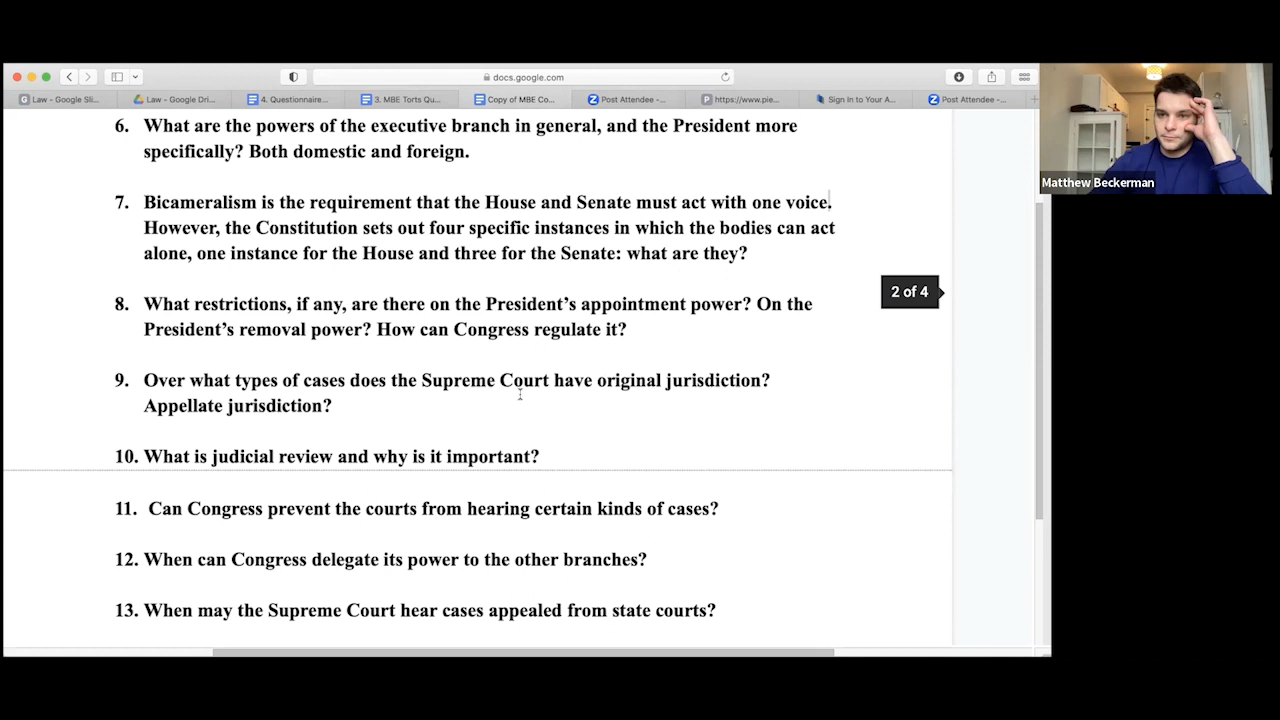 docs.google.com
Law - Google Sli...
Law - Google Dri...
4. Questionnaire...
3. MBE Torts Qu...
Copy of MBE Co...
Post Attendee -...
https://www.pie...
Sign In to Your A...
Post Attendee -...
6. What are the powers of the executive branch in general, and the President more
specifically? Both domestic and foreign.
Matthew Beckerman
7. Bicameralism is the requirement that the House and Senate must act with one voice.
However, the Constitution sets out four specific instances in which the bodies can act
alone, one instance for the House and three for the Senate: what are they?
2 of 4
8. What restrictions, if any, are there on the President's appointment power? On the
President's removal power? How can Congress regulate it?
9. Over what types of cases does the Supreme Court have original jurisdiction?
Appellate jurisdiction?
10. What is judicial review and why is it important?
11. Can Congress prevent the courts from hearing certain kinds of cases?
12. When can Congress delegate its power to the other branches?
13. When may the Supreme Court hear cases appealed from state courts?